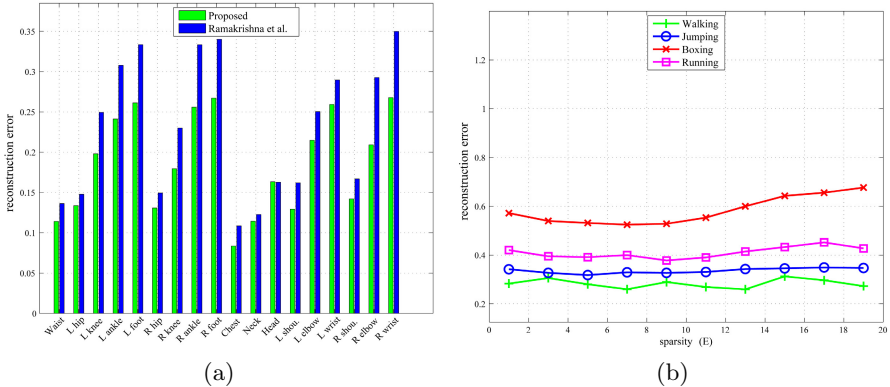 Proposed
Ramakrishna et al.
reconstruction error
0.35
0.3
0.25
0.2
0.15
0.1
0.05
0
Waist
L hip
L knee
L ankle
L foot
R hip
R knee
R ankle
R foot
Chest
Neck
Head
L shou.
L elbow
L wrist
R shou.
R elbow
R wrist
(a)
Walking
Jumping
Boxing
Running
reconstruction error
1.2
1
0.8
0.6
0.4
0.2
0 2 4 6 8 10 12 14 16 18 20
sparsity (E)
(b)